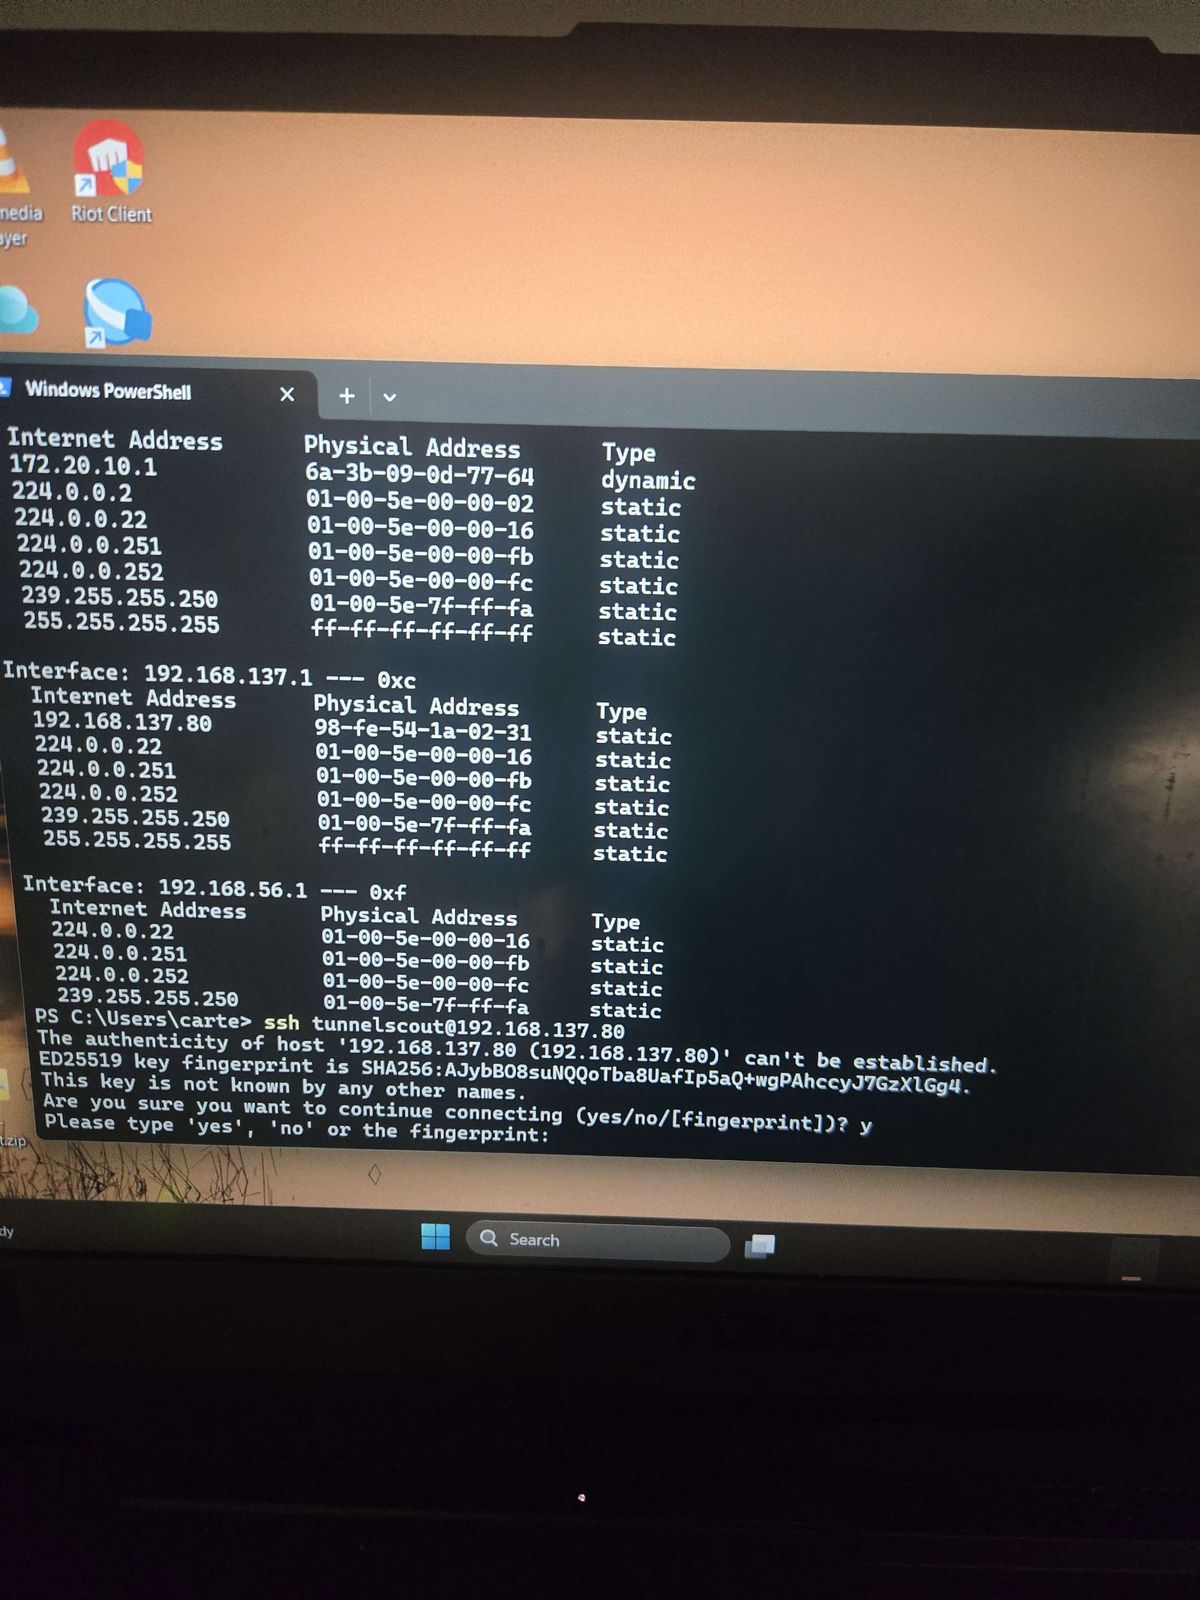 media
ayer
Riot Client
Windows PowerShell
Internet Address Physical Address Type
172.20.10.1 6a-3b-09-0d-77-64 dynamic
224.0.0.2 01-00-5e-00-00-02 static
224.0.0.22 01-00-5e-00-00-16 static
224.0.0.251 01-00-5e-00-00-fb static
224.0.0.252 01-00-5e-00-00-fc static
239.255.255.250 01-00-5e-7f-ff-fa static
255.255.255.255 ff-ff-ff-ff-ff-ff static
Interface: 192.168.137.1 --- 0xc
Internet Address Physical Address Type
192.168.137.80 98-fe-54-1a-02-31 static
224.0.0.22 01-00-5e-00-00-16 static
224.0.0.251 01-00-5e-00-00-fb static
224.0.0.252 01-00-5e-00-00-fc static
239.255.255.250 01-00-5e-7f-ff-fa static
255.255.255.255 ff-ff-ff-ff-ff-ff static
Interface: 192.168.56.1 --- 0xf
Internet Address Physical Address Type
224.0.0.22 01-00-5e-00-00-16 static
224.0.0.251 01-00-5e-00-00-fb static
224.0.0.252 01-00-5e-00-00-fc static
239.255.255.250 01-00-5e-7f-ff-fa static
PS C:\Users\carte> ssh tunnelscout@192.168.137.80
The authenticity of host '192.168.137.80 (192.168.137.80)' can't be established.
ED25519 key fingerprint is SHA256:AJybBO8suNQQoTba8UafIp5aQ+wgPAhccyJ7GzXlGg4.
This key is not known by any other names.
Are you sure you want to continue connecting (yes/no/[fingerprint])? y
Please type 'yes', 'no' or the fingerprint:
t.zip
dy
Search